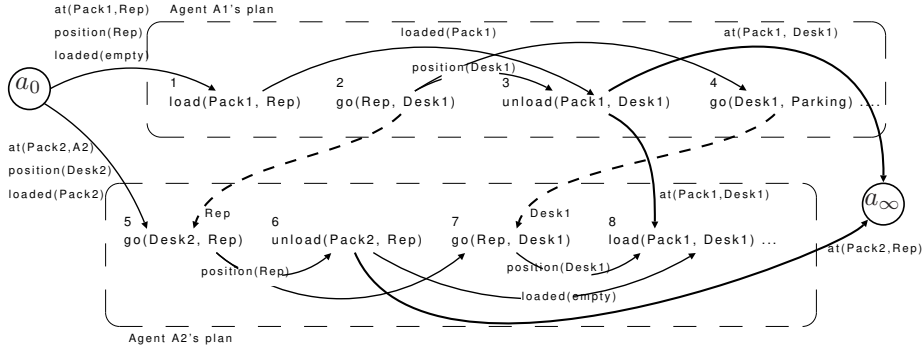 at(Pack1,Rep)
position(Rep)
loaded(empty)
Agent A1's plan
loaded(Pack1)
at(Pack1, Desk1)
position(Desk1)
a0
1
load(Pack1, Rep)
2
go(Rep, Desk1)
3
unload(Pack1, Desk1)
4
go(Desk1, Parking) ....
at(Pack2,A2)
position(Desk2)
loaded(Pack2)
at(Pack1,Desk1)
a∞
Rep
Desk1
5
go(Desk2, Rep)
6
unload(Pack2, Rep)
7
go(Rep, Desk1)
8
load(Pack1, Desk1) ...
at(Pack2,Rep)
position(Rep)
position(Desk1)
loaded(empty)
Agent A2's plan